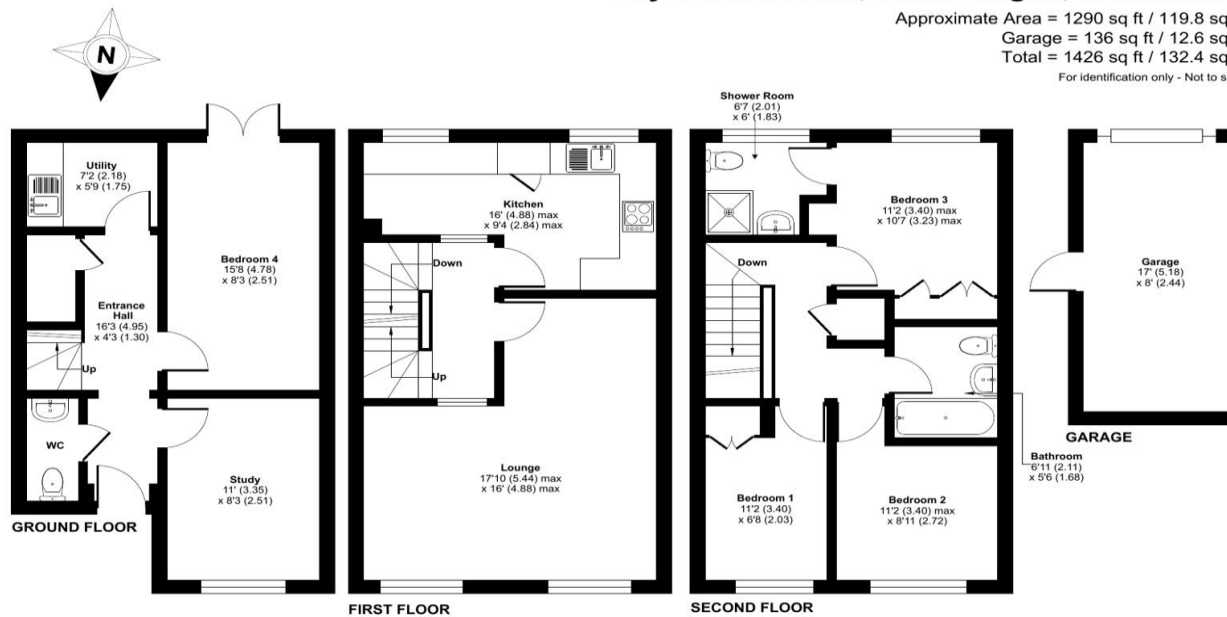 Approximate Area = 1290 sq ft / 119.8 sq
Garage = 136 sq ft / 12.6 sq
Total = 1426 sq ft / 132.4 sq
For identification only - Not to s
N
Utility
7'2 (2.18)
x 5'9 (1.75)
Bedroom 4
15'8 (4.78)
x 8'3 (2.51)
Entrance
Hall
16'3 (4.95)
x 4'3 (1.30)
Up
WC
Study
11' (3.35)
x 8'3 (2.51)
GROUND FLOOR
Kitchen
16' (4.88) max
x 9'4 (2.84) max
Down
Up
Lounge
17'10 (5.44) max
x 16' (4.88) max
FIRST FLOOR
Shower Room
6'7 (2.01)
x 6' (1.83)
Bedroom 3
11'2 (3.40) max
x 10'7 (3.23) max
Down
Bathroom
6'11 (2.11)
x 5'6 (1.68)
Bedroom 1
11'2 (3.40)
x 6'8 (2.03)
Bedroom 2
11'2 (3.40) max
x 8'11 (2.72)
SECOND FLOOR
Garage
17' (5.18)
x 8' (2.44)
GARAGE